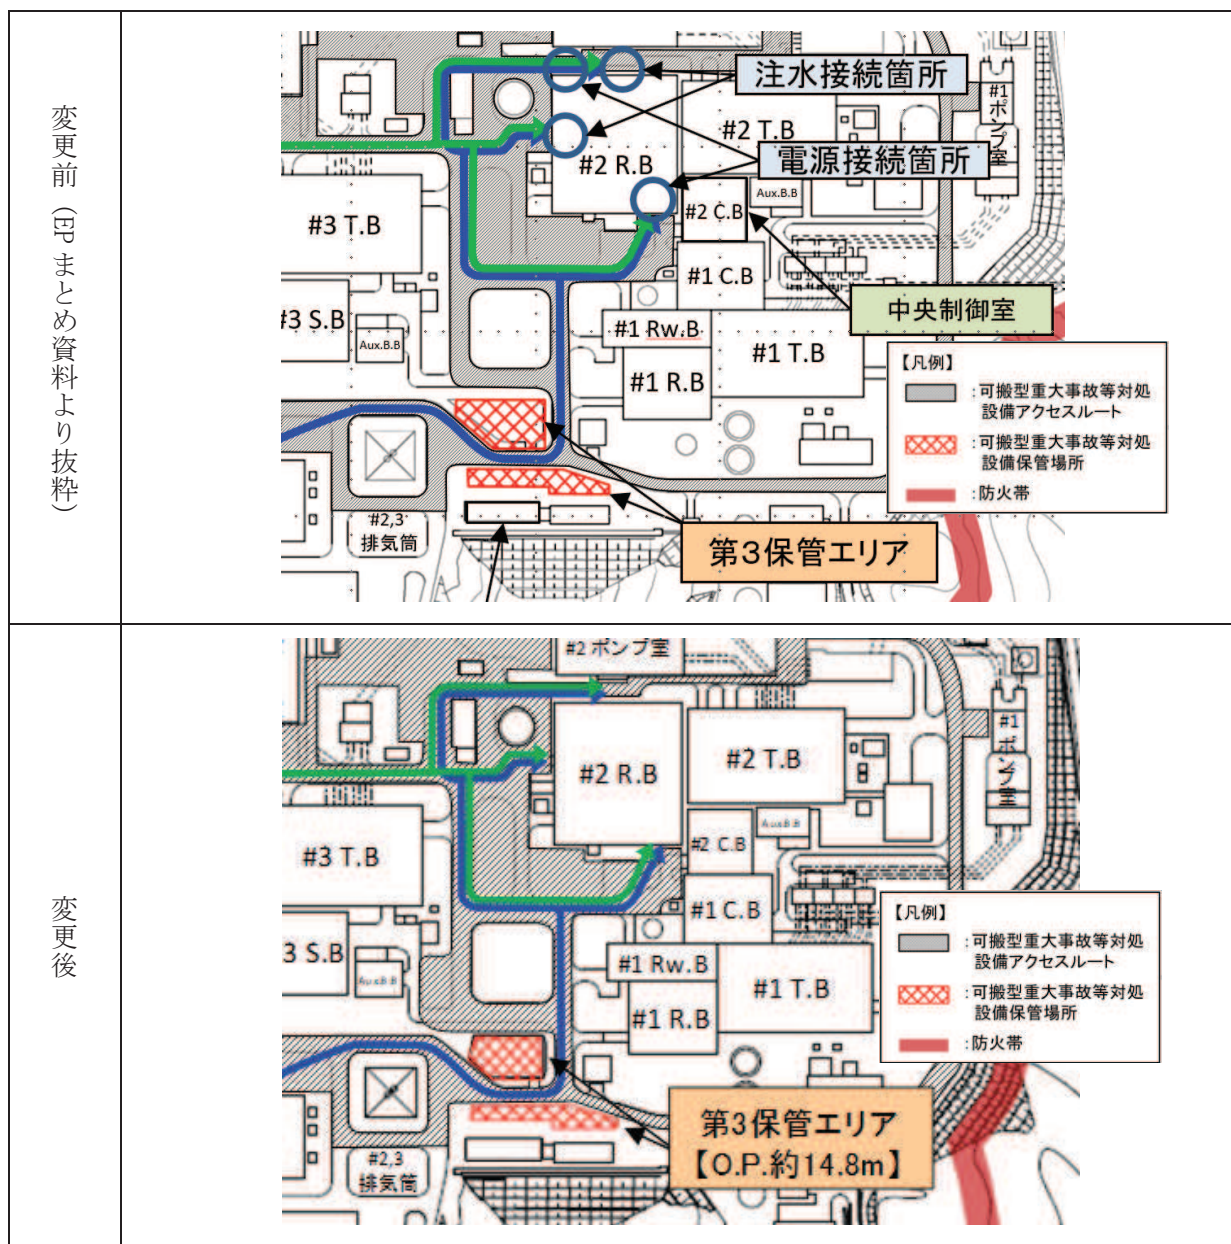 変更前（EPまとめ資料より抜粋）
注水接続箇所
#1
ポンプ室
#2 T.B
電源接続箇所
#2 R.B
Aux.B.B
#2 C.B
#3 T.B
#1 C.B
中央制御室
#3 S.B
Aux.B.B
#1 Rw.B
#1 T.B
#1 R.B
【凡例】
：可搬型重大事故等対処
設備アクセスルート
：可搬型重大事故等対処
設備保管場所
：防火帯
#2,3
排気筒
第3保管エリア
変更後
#2 ポンプ室
#1
ポンプ室
#2 R.B
#2 T.B
Aux.B.B
#2 C.B
#3 T.B
#1 C.B
3 S.B
Aux.B.B
#1 Rw.B
#1 T.B
#1 R.B
【凡例】
：可搬型重大事故等対処
設備アクセスルート
：可搬型重大事故等対処
設備保管場所
：防火帯
#2,3
排気筒
第3保管エリア
【O.P.約14.8m】